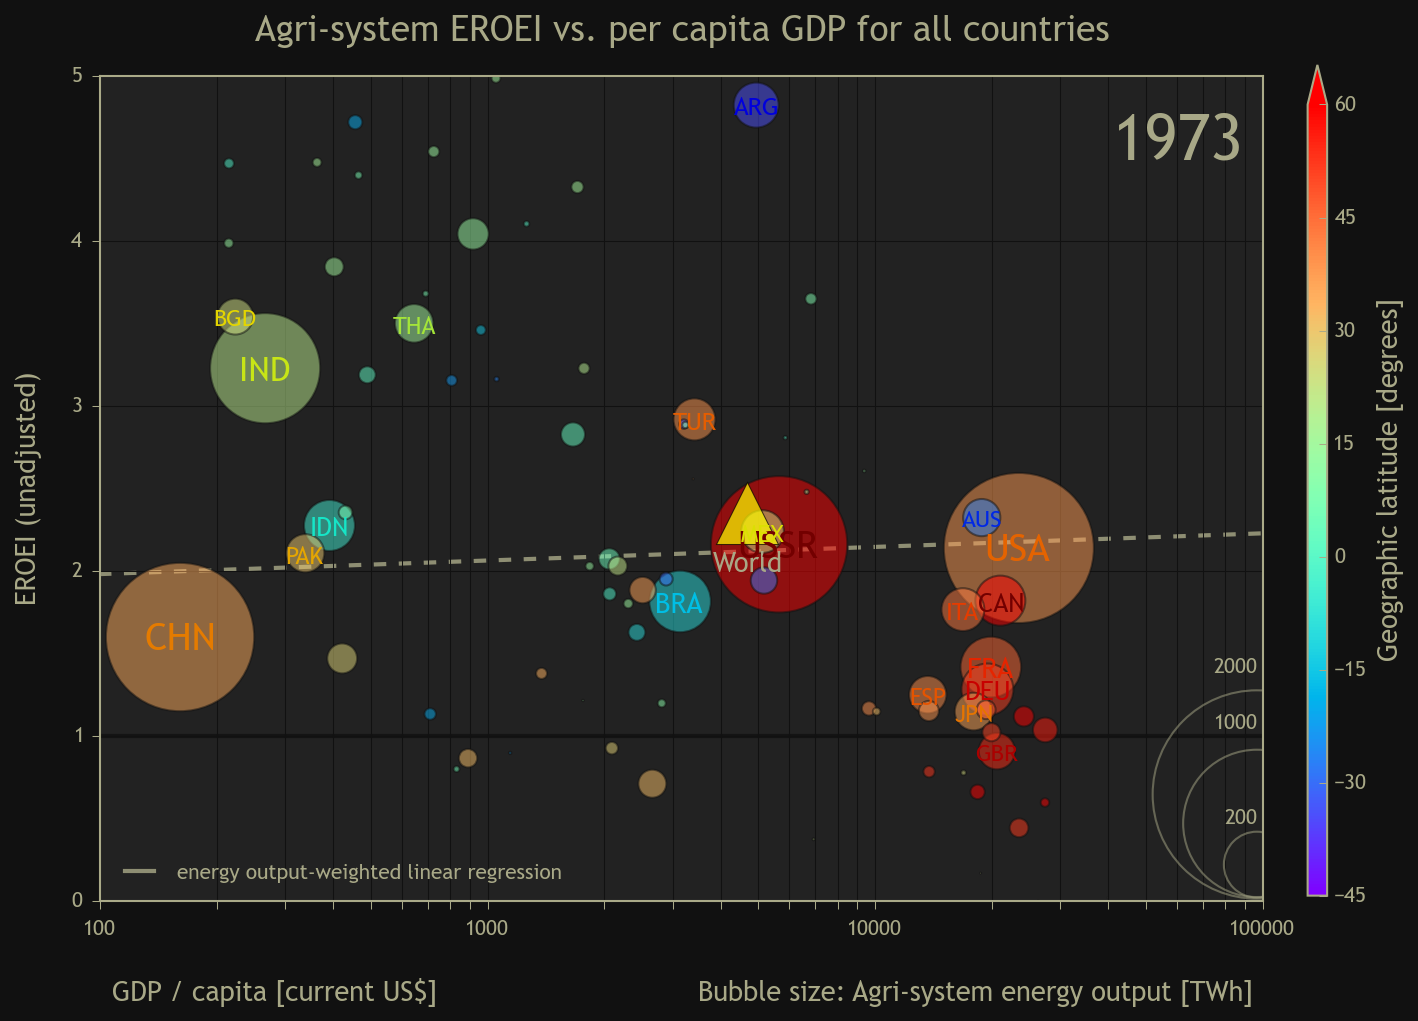 Agri-system EROEI vs. per capita GDP for all countries
1973
EROEI (unadjusted)
5
4
3
2
1
0
ARG
BGD
THA
IND
TUR
IDN
PAK
AUS
USSR
USA
World
BRA
CAN
ITA
CHN
FRA
DEU
ESP
JPN
GBR
2000
1000
200
energy output-weighted linear regression
100
1000
10000
100000
GDP / capita [current US$]
Bubble size: Agri-system energy output [TWh]
60
45
30
15
0
−15
−30
−45
Geographic latitude [degrees]